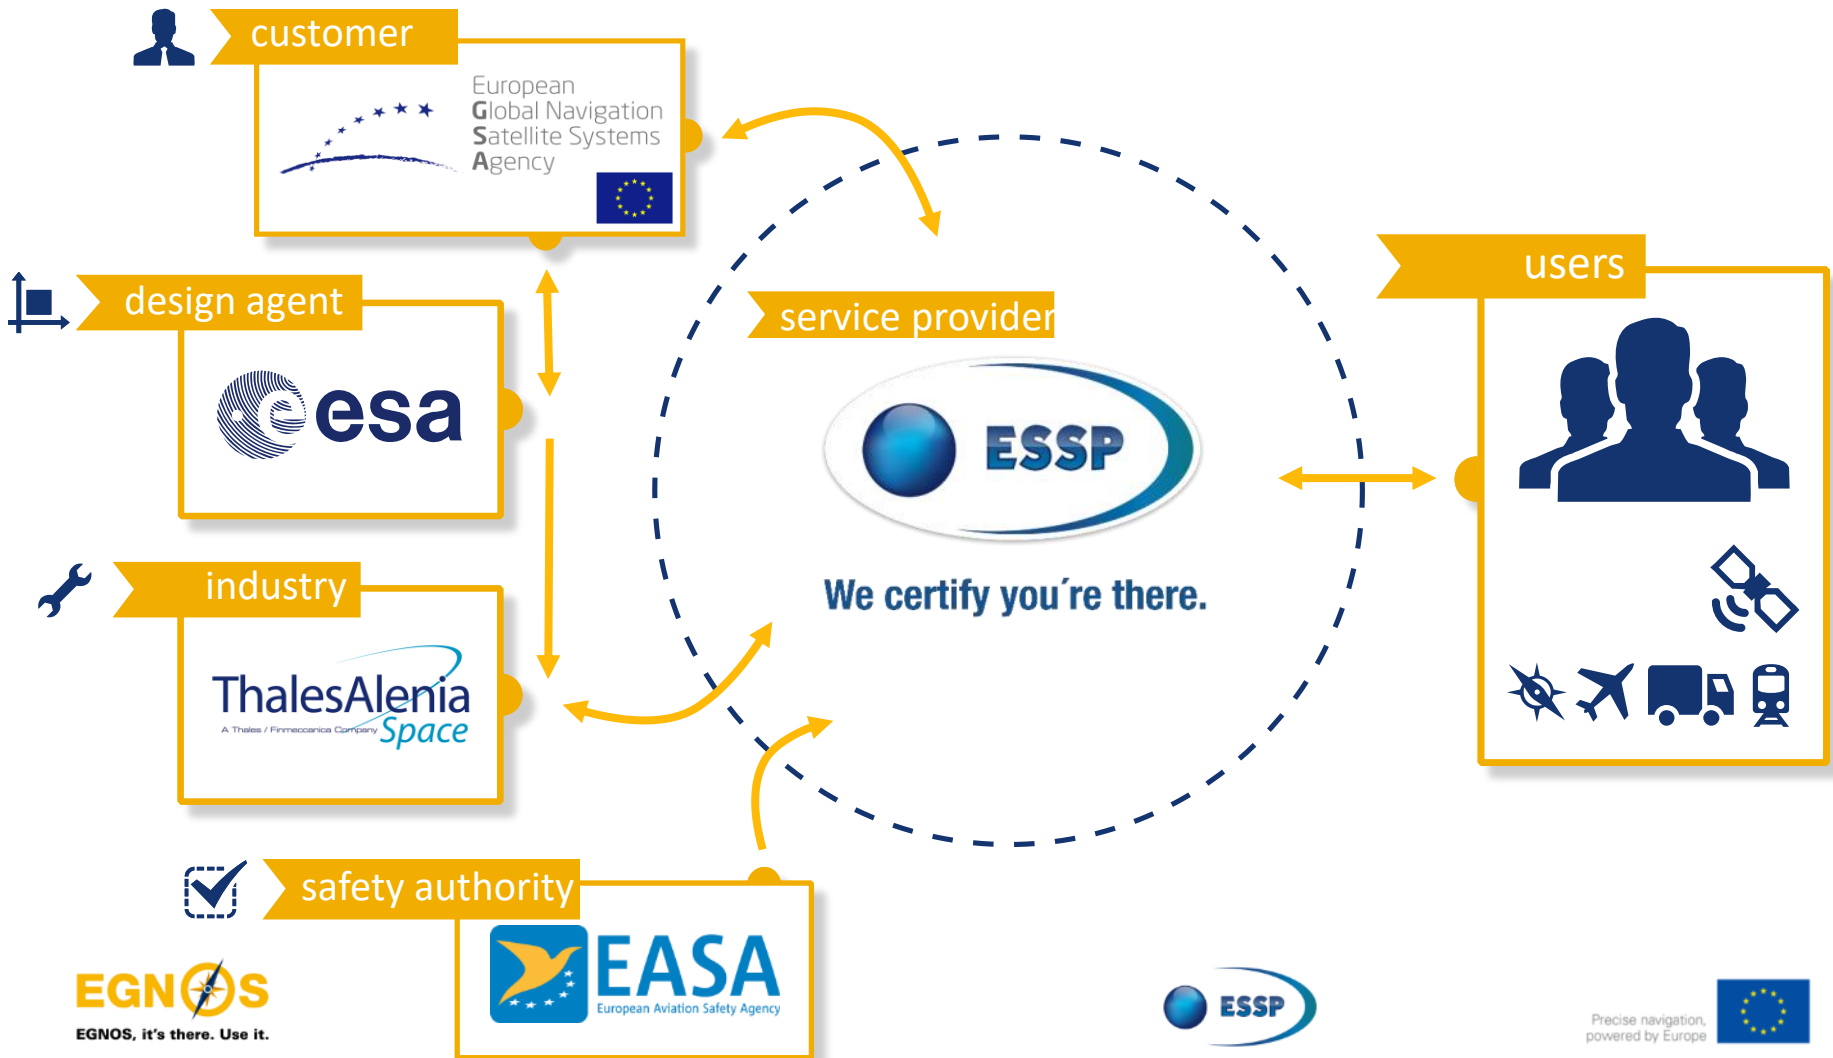 customer
European
Global Navigation
Satellite Systems
Agency
design agent
esa
service provider
ESSP
We certify you´re there.
users
industry
ThalesAlenia
A Thales / Finmeccanica Company Space
safety authority
EASA
European Aviation Safety Agency
EGNOS
EGNOS, it's there. Use it.
ESSP
Precise navigation,
powered by Europe